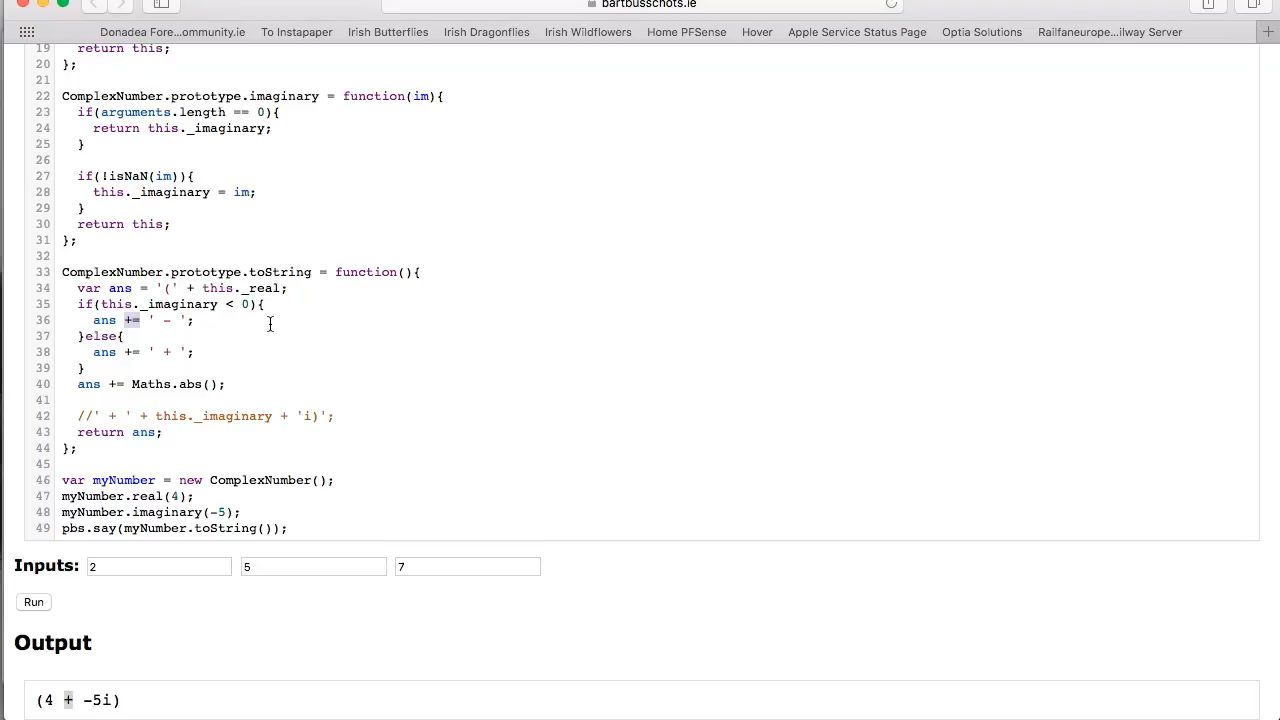 bartbusschots.ie
Donadea Fore...ommunity.ie To Instapaper Irish Butterflies Irish Dragonflies Irish Wildflowers Home PFSense Hover Apple Service Status Page Optia Solutions Railfaneurope...ilway Server
19 return this;
20 };
21
22 ComplexNumber.prototype.imaginary = function(im){
23 if(arguments.length == 0){
24 return this._imaginary;
25 }
26
27 if(!isNaN(im)){
28 this._imaginary = im;
29 }
30 return this;
31 };
32
33 ComplexNumber.prototype.toString = function(){
34 var ans = '(' + this._real;
35 if(this._imaginary < 0){
36 ans += ' - ';
37 }else{
38 ans += ' + ';
39 }
40 ans += Maths.abs();
41
42 //' + ' + this._imaginary + 'i)';
43 return ans;
44 };
45
46 var myNumber = new ComplexNumber();
47 myNumber.real(4);
48 myNumber.imaginary(-5);
49 pbs.say(myNumber.toString());
Inputs: 2 5 7
Run
Output
(4 + -5i)